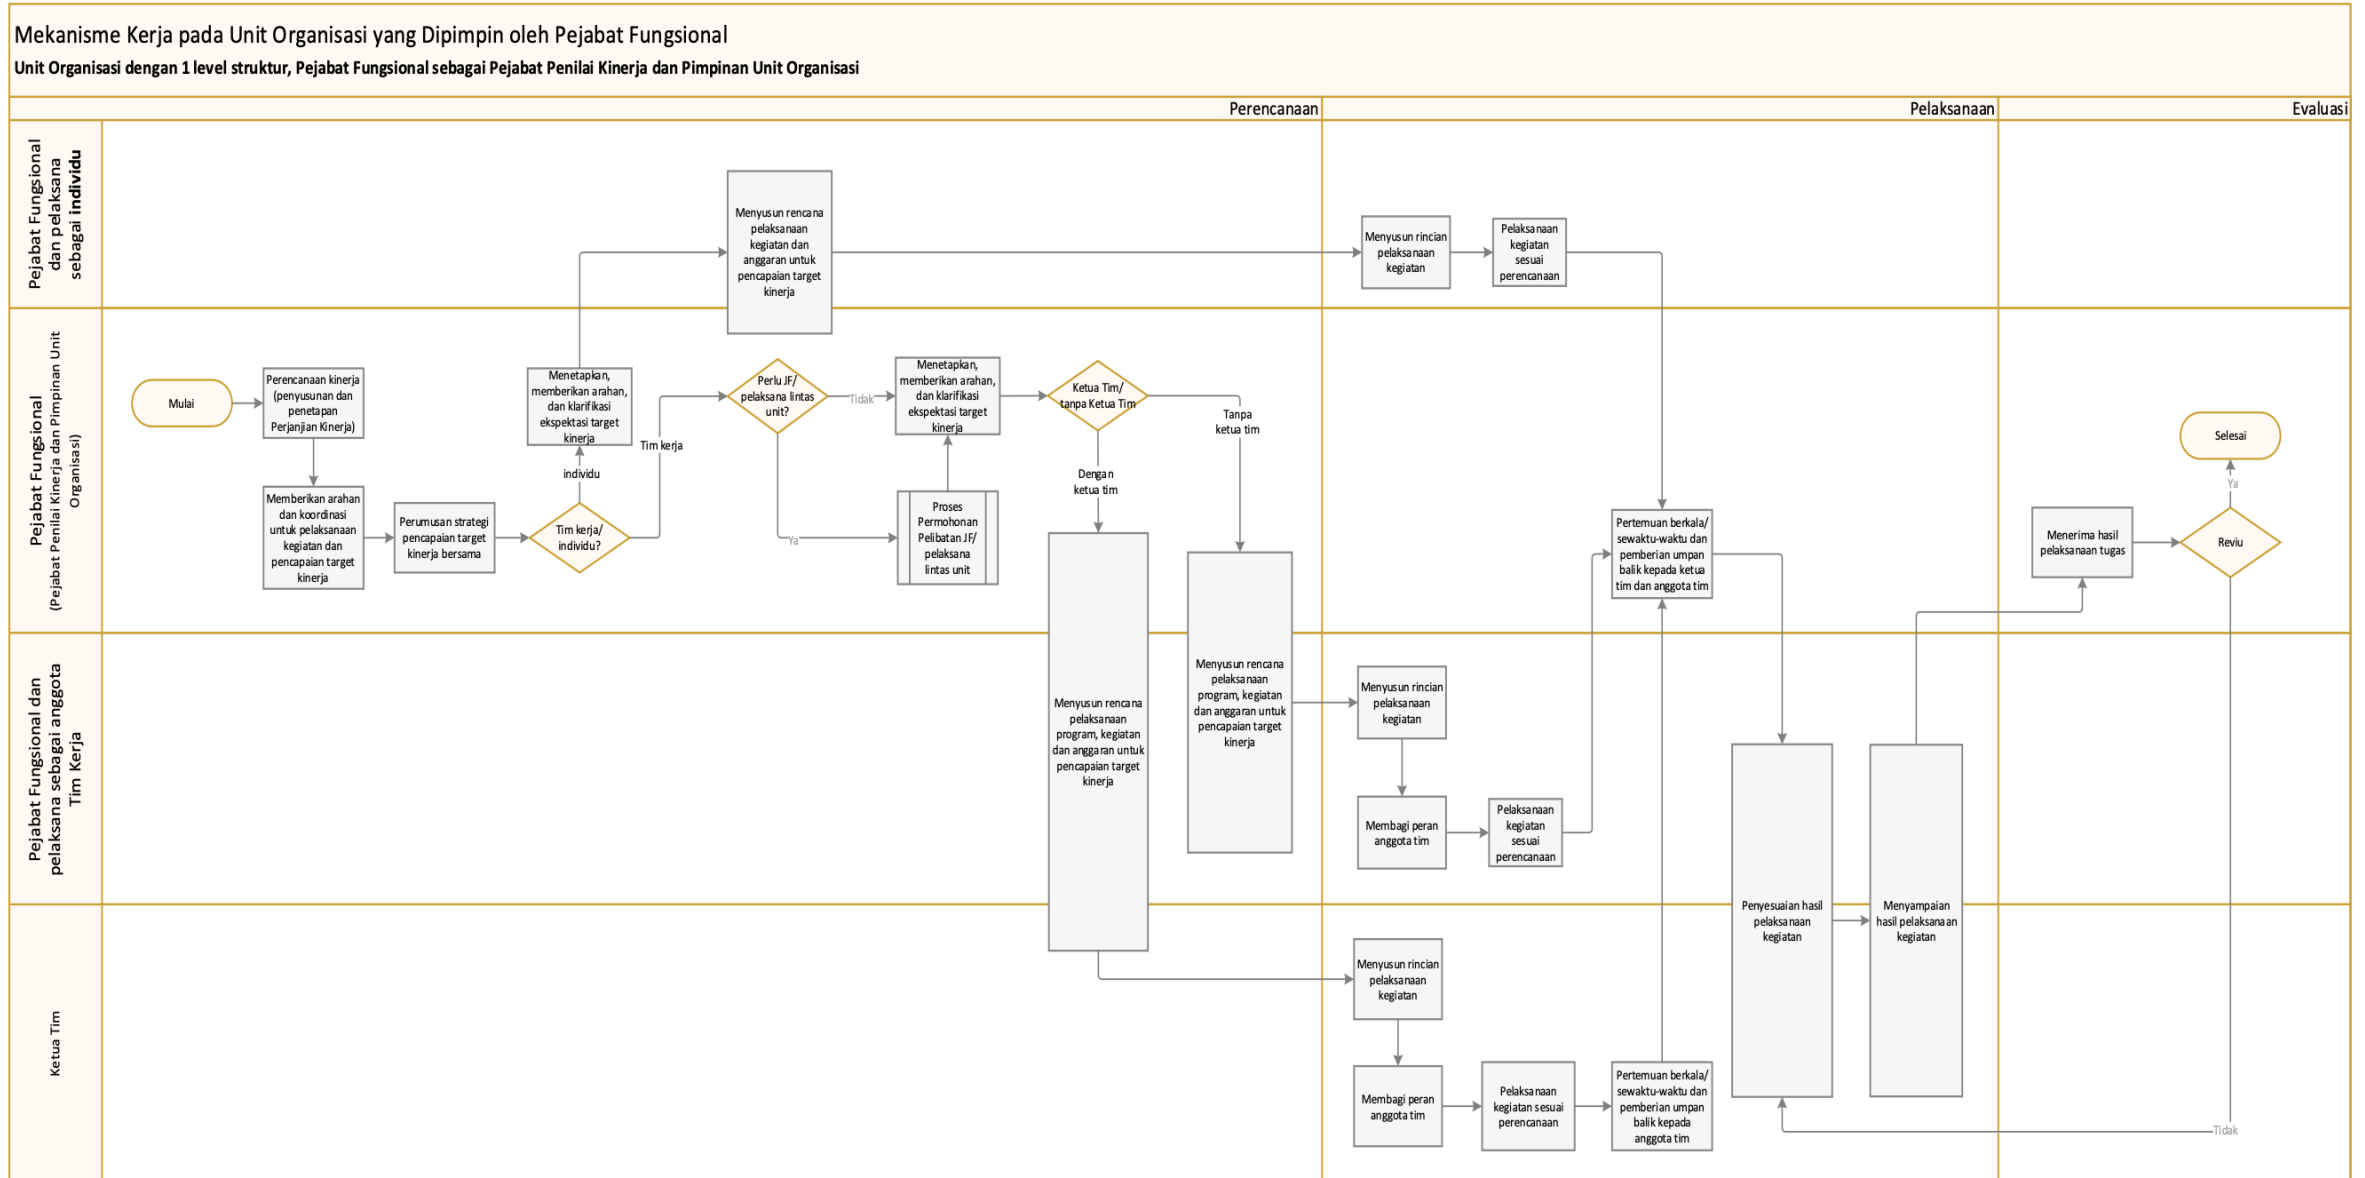 Mekanisme Kerja pada Unit Organisasi yang Dipimpin oleh Pejabat Fungsional
Unit Organisasi dengan 1 level struktur, Pejabat Fungsional sebagai Pejabat Penilai Kinerja dan Pimpinan Unit Organisasi
Perencanaan
Pelaksanaan
Evaluasi
Pejabat Fungsional
dan pelaksana
sebagai individu
Menyusun rencana
pelaksanaan
kegiatan dan
anggaran untuk
pencapaian target
kinerja
Menyusun rincian
pelaksanaan
kegiatan
Pelaksanaan
kegiatan
sesuai
perencanaan
Pejabat Fungsional
(Pejabat Penilai Kinerja dan Pimpinan Unit
Organisasi)
Mulai
Perencanaan kinerja
(penyusunan dan
penetapan
Perjanjian Kinerja)
Memberikan arahan
dan koordinasi
untuk pelaksanaan
kegiatan dan
pencapaian target
kinerja
Perumusan strategi
pencapaian target
kinerja bersama
Tim kerja/
individu?
individu
Menetapkan,
memberikan arahan,
dan klarifikasi
ekspektasi target
kinerja
Tim kerja
Perlu JF/
pelaksana lintas
unit?
Tidak
Ya
Proses
Permohonan
Pelibatan JF/
pelaksana
lintas unit
Menetapkan,
memberikan arahan,
dan klarifikasi
ekspektasi target
kinerja
Ketua Tim/
tanpa Ketua Tim
Dengan
ketua tim
Tanpa
ketua tim
Pertemuan berkala/
sewaktu-waktu dan
pemberian umpan
balik kepada ketua
tim dan anggota tim
Menerima hasil
pelaksanaan tugas
Reviu
Ya
Selesai
Pejabat Fungsional dan
pelaksana sebagai anggota
Tim Kerja
Menyusun rencana
pelaksanaan
program, kegiatan
dan anggaran untuk
pencapaian target
kinerja
Menyusun rencana
pelaksanaan
program, kegiatan
dan anggaran untuk
pencapaian target
kinerja
Menyusun rincian
pelaksanaan
kegiatan
Membagi peran
anggota tim
Pelaksanaan
kegiatan
sesuai
perencanaan
Penyesuaian hasil
pelaksanaan
kegiatan
Menyampaian
hasil pelaksanaan
kegiatan
Ketua Tim
Menyusun rincian
pelaksanaan
kegiatan
Membagi peran
anggota tim
Pelaksanaan
kegiatan sesuai
perencanaan
Pertemuan berkala/
sewaktu-waktu dan
pemberian umpan
balik kepada
anggota tim
Tidak